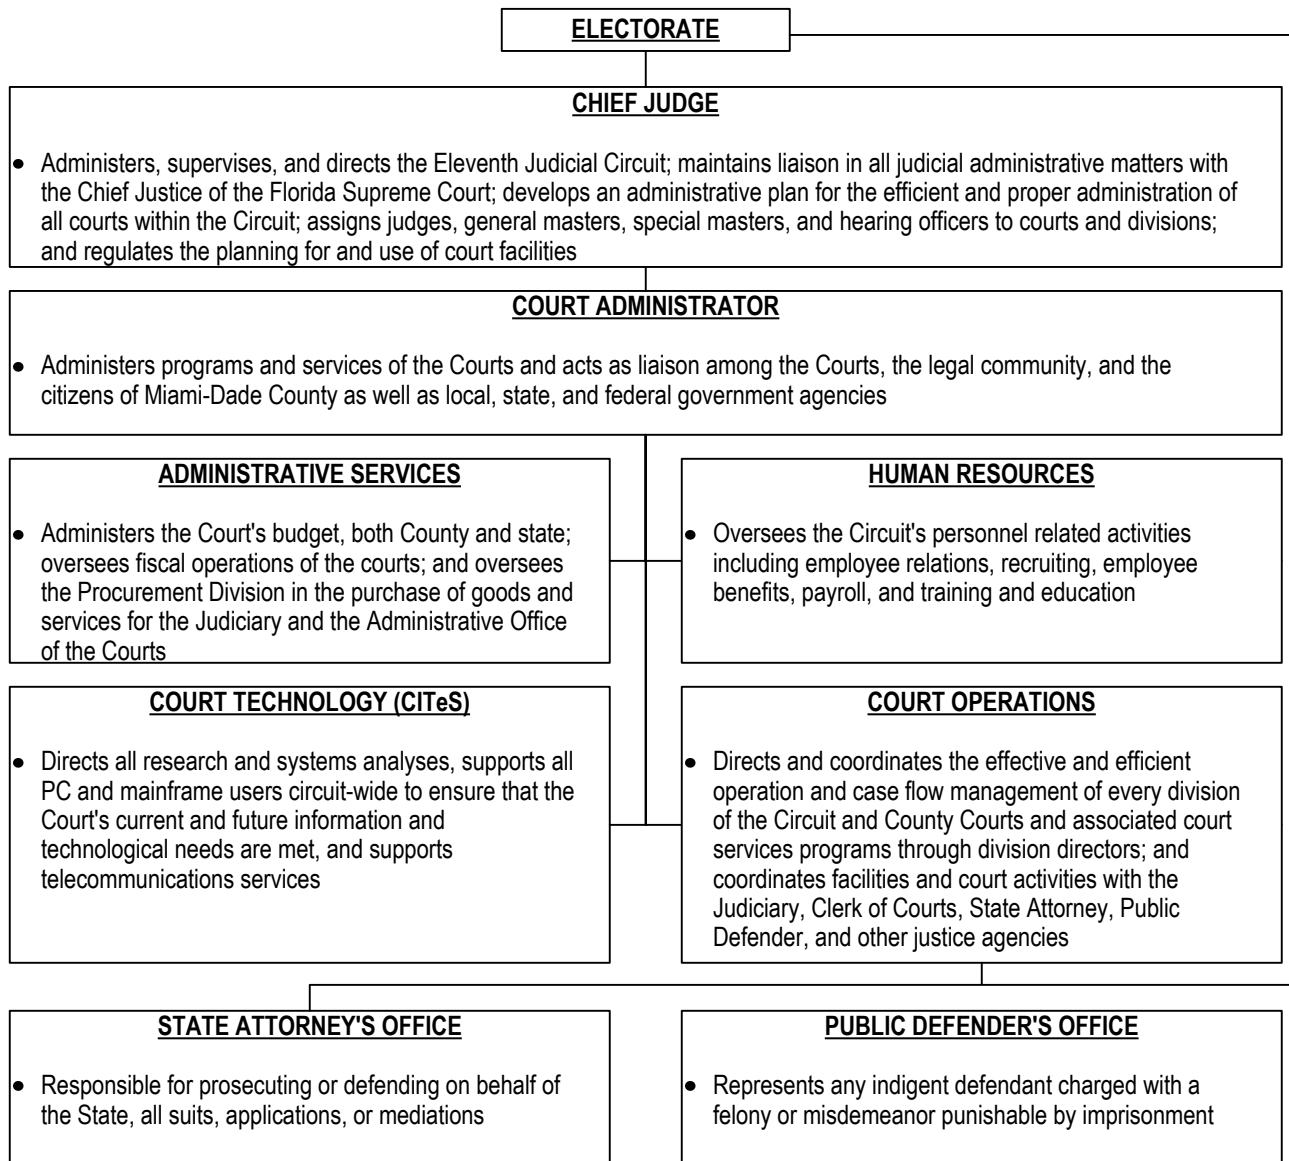 ELECTORATE
CHIEF JUDGE
• Administers, supervises, and directs the Eleventh Judicial Circuit; maintains liaison in all judicial administrative matters with
the Chief Justice of the Florida Supreme Court; develops an administrative plan for the efficient and proper administration of
all courts within the Circuit; assigns judges, general masters, special masters, and hearing officers to courts and divisions;
and regulates the planning for and use of court facilities
COURT ADMINISTRATOR
• Administers programs and services of the Courts and acts as liaison among the Courts, the legal community, and the
citizens of Miami-Dade County as well as local, state, and federal government agencies
ADMINISTRATIVE SERVICES
• Administers the Court's budget, both County and state;
oversees fiscal operations of the courts; and oversees
the Procurement Division in the purchase of goods and
services for the Judiciary and the Administrative Office
of the Courts
HUMAN RESOURCES
• Oversees the Circuit's personnel related activities
including employee relations, recruiting, employee
benefits, payroll, and training and education
COURT TECHNOLOGY (CITeS)
• Directs all research and systems analyses, supports all
PC and mainframe users circuit-wide to ensure that the
Court's current and future information and
technological needs are met, and supports
telecommunications services
COURT OPERATIONS
• Directs and coordinates the effective and efficient
operation and case flow management of every division
of the Circuit and County Courts and associated court
services programs through division directors; and
coordinates facilities and court activities with the
Judiciary, Clerk of Courts, State Attorney, Public
Defender, and other justice agencies
STATE ATTORNEY'S OFFICE
• Responsible for prosecuting or defending on behalf of
the State, all suits, applications, or mediations
PUBLIC DEFENDER'S OFFICE
• Represents any indigent defendant charged with a
felony or misdemeanor punishable by imprisonment